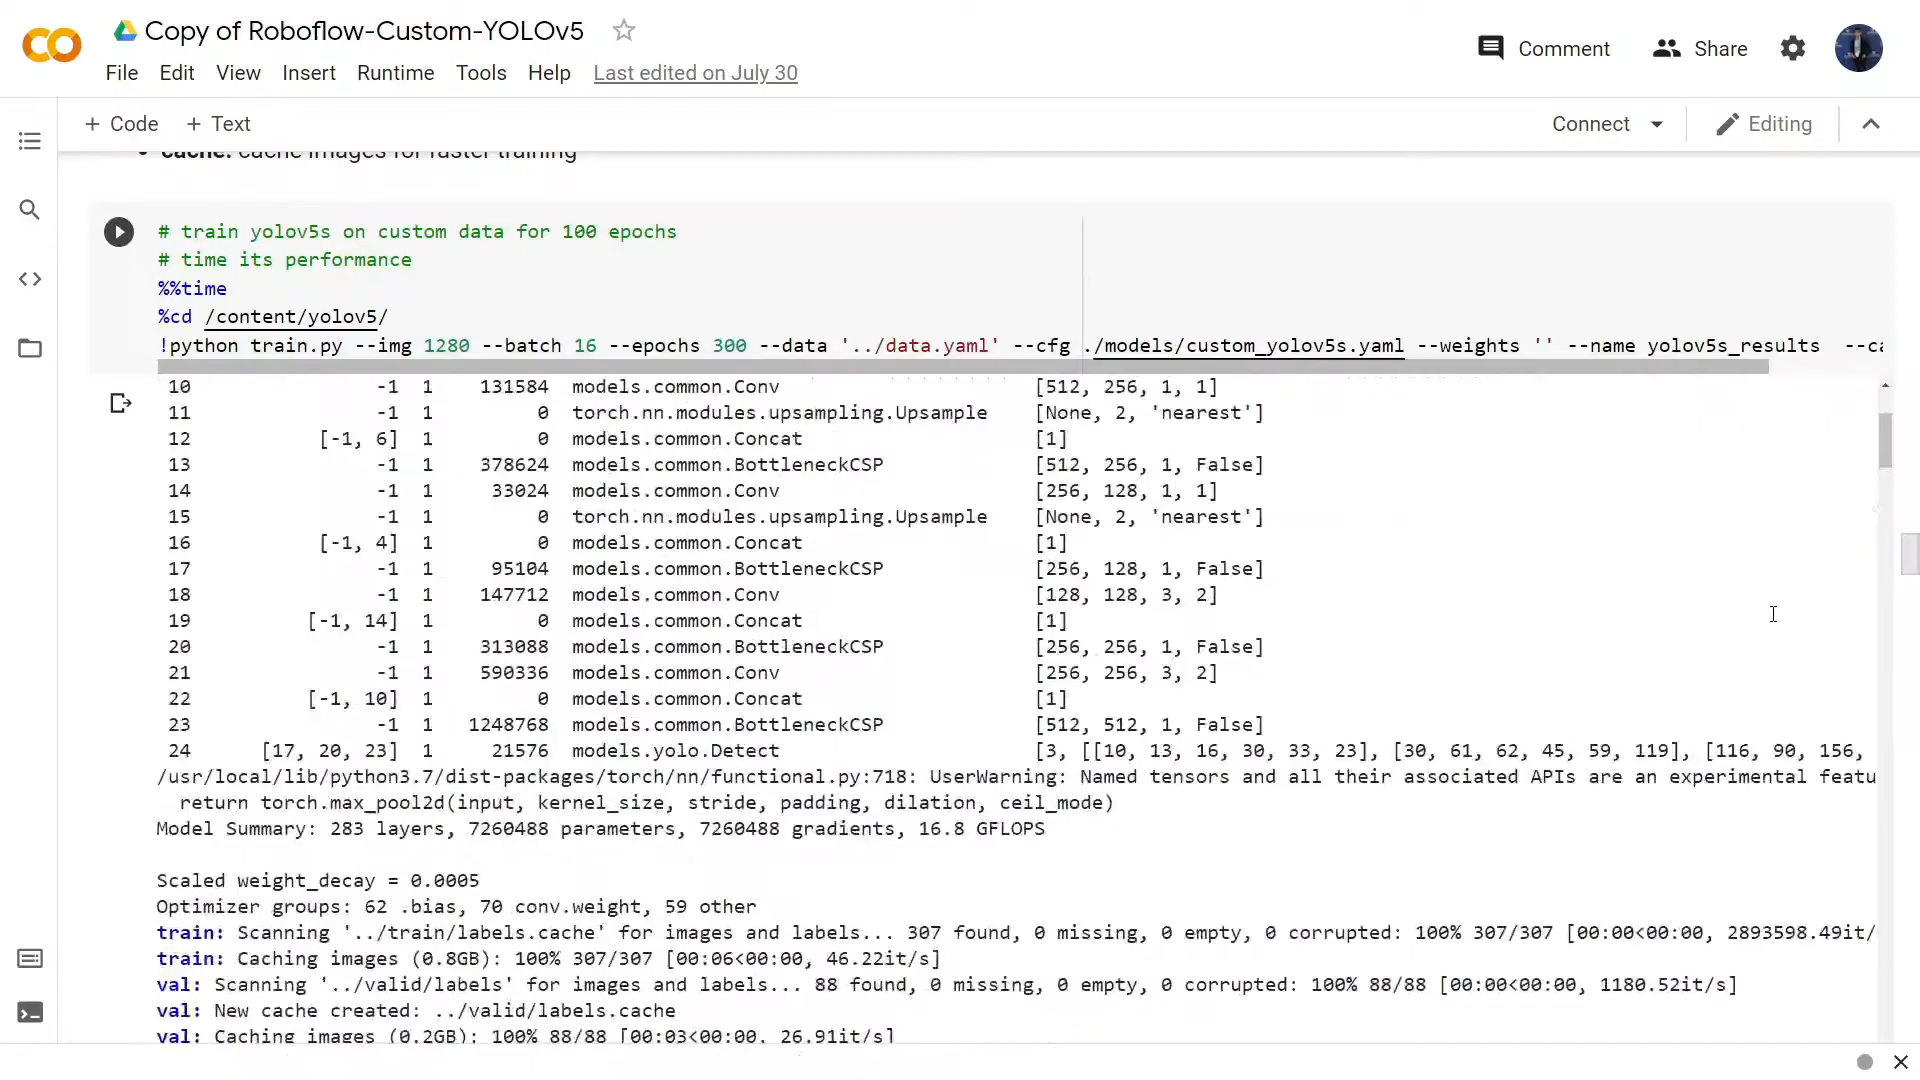 Copy of Roboflow-Custom-YOLOv5
File Edit View Insert Runtime Tools Help Last edited on July 30
Comment Share
+ Code + Text
Connect Editing
cache: cache images for faster training
# train yolov5s on custom data for 100 epochs
# time its performance
%%time
%cd /content/yolov5/
!python train.py --img 1280 --batch 16 --epochs 300 --data '../data.yaml' --cfg ./models/custom_yolov5s.yaml --weights '' --name yolov5s_results --ca
10 -1 1 131584 models.common.Conv [512, 256, 1, 1]
11 -1 1 0 torch.nn.modules.upsampling.Upsample [None, 2, 'nearest']
12 [-1, 6] 1 0 models.common.Concat [1]
13 -1 1 378624 models.common.BottleneckCSP [512, 256, 1, False]
14 -1 1 33024 models.common.Conv [256, 128, 1, 1]
15 -1 1 0 torch.nn.modules.upsampling.Upsample [None, 2, 'nearest']
16 [-1, 4] 1 0 models.common.Concat [1]
17 -1 1 95104 models.common.BottleneckCSP [256, 128, 1, False]
18 -1 1 147712 models.common.Conv [128, 128, 3, 2]
19 [-1, 14] 1 0 models.common.Concat [1]
20 -1 1 313088 models.common.BottleneckCSP [256, 256, 1, False]
21 -1 1 590336 models.common.Conv [256, 256, 3, 2]
22 [-1, 10] 1 0 models.common.Concat [1]
23 -1 1 1248768 models.common.BottleneckCSP [512, 512, 1, False]
24 [17, 20, 23] 1 21576 models.yolo.Detect [3, [[10, 13, 16, 30, 33, 23], [30, 61, 62, 45, 59, 119], [116, 90, 156,
/usr/local/lib/python3.7/dist-packages/torch/nn/functional.py:718: UserWarning: Named tensors and all their associated APIs are an experimental featu
return torch.max_pool2d(input, kernel_size, stride, padding, dilation, ceil_mode)
Model Summary: 283 layers, 7260488 parameters, 7260488 gradients, 16.8 GFLOPS
Scaled weight_decay = 0.0005
Optimizer groups: 62 .bias, 70 conv.weight, 59 other
train: Scanning '../train/labels.cache' for images and labels... 307 found, 0 missing, 0 empty, 0 corrupted: 100% 307/307 [00:00<00:00, 2893598.49it/
train: Caching images (0.8GB): 100% 307/307 [00:06<00:00, 46.22it/s]
val: Scanning '../valid/labels' for images and labels... 88 found, 0 missing, 0 empty, 0 corrupted: 100% 88/88 [00:00<00:00, 1180.52it/s]
val: New cache created: ../valid/labels.cache
val: Caching images (0.2GB): 100% 88/88 [00:03<00:00, 26.91it/s]